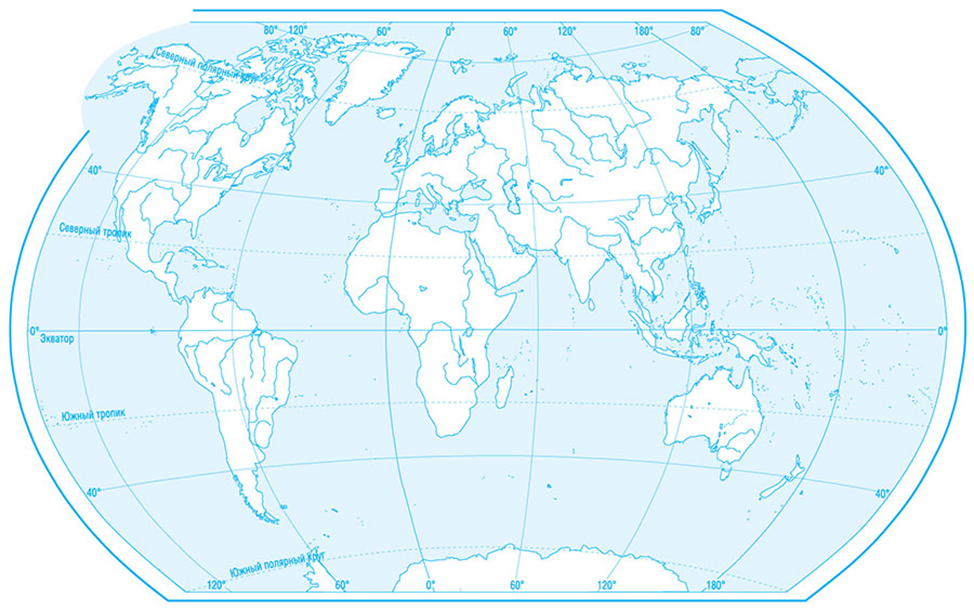 80° 120° 60° 0° 60° 120° 180° 80°
Северный полярный круг
40° 40°
Северный тропик
0° 0°
Экватор
Южный тропик
40° 40°
Южный полярный круг
120° 60° 0° 60° 120° 180°